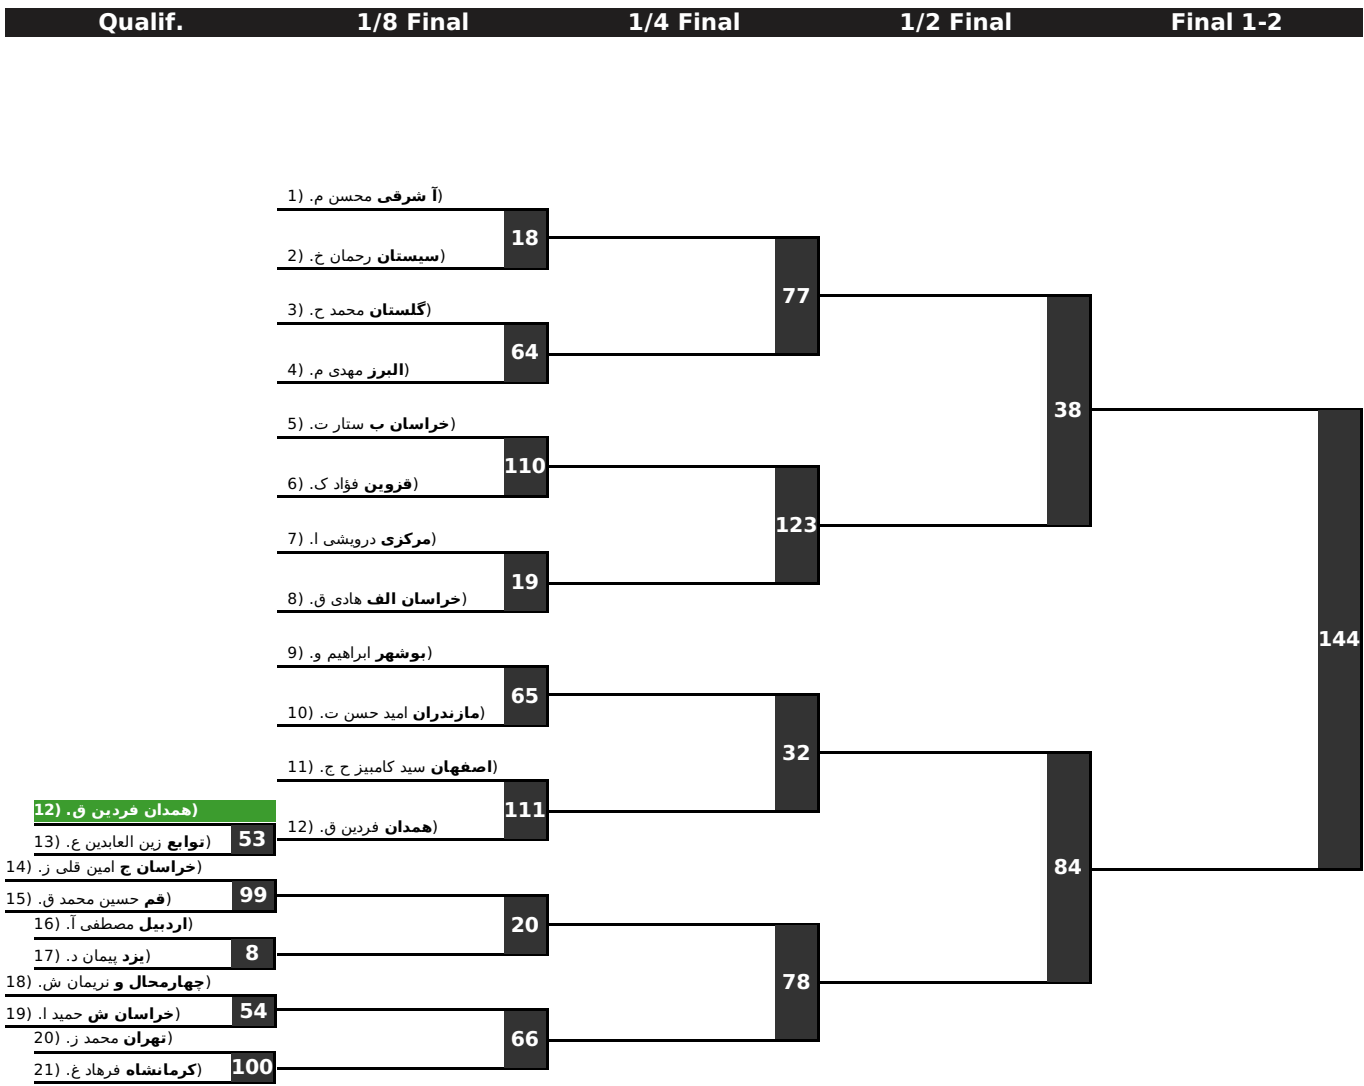 Qualif. 1/8 Final 1/4 Final 1/2 Final Final 1-2
1) محسن م. آ شرقی)
18
2) رحمان خ. سیستان)
77
3) محمد ح. گلستان)
64
4) مهدی م. البرز)
38
5) ستار ت. خراسان ب)
110
6) فؤاد ک. قزوین)
123
7) درویشی ا. مرکزی)
19
8) هادی ق. خراسان الف)
144
9) ابراهیم و. بوشهر)
65
10) امید حسن ت. مازندران)
32
11) سید کامبیز ح ج. اصفهان)
111
12) فردین ق. همدان)
12) همدان فردین ق.)
53
13) زین العابدین ع. توابع)
84
14) امین قلی ز. خراسان ج)
99
15) حسین محمد ق. قم)
20
16) مصطفی آ. اردبیل)
8
17) پیمان د. یزد)
78
18) نریمان ش. چهارمحال و)
54
19) حمید ا. خراسان ش)
66
20) محمد ز. تهران)
100
21) فرهاد غ. کرمانشاه)